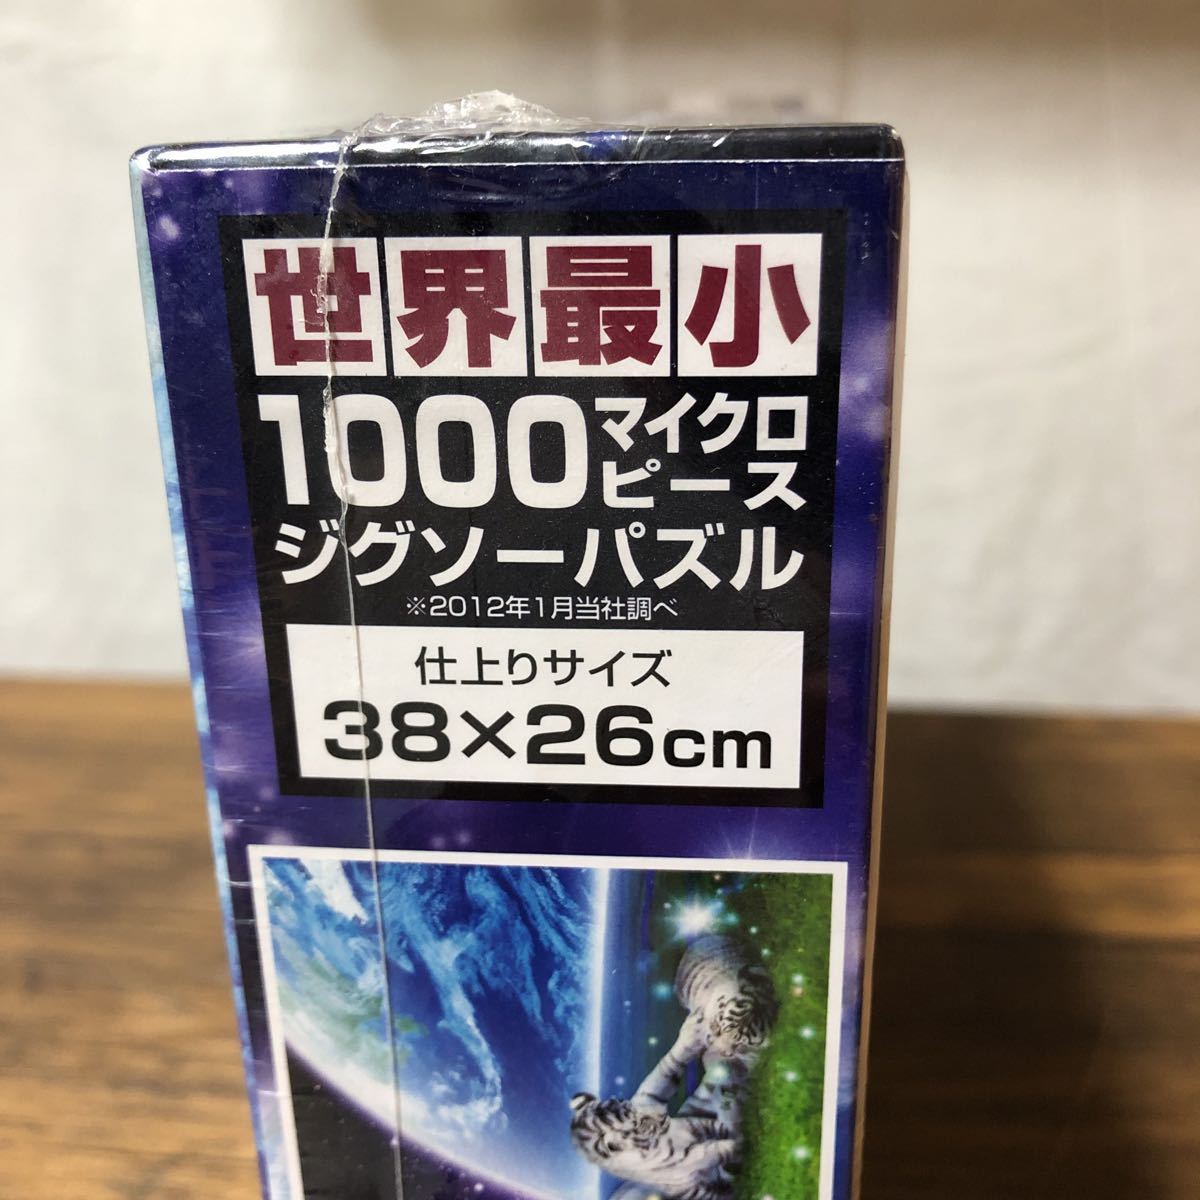 世界最小
1000マイクロピース
ジグソーパズル
※2012年1月当社調べ
仕上りサイズ
38×26cm